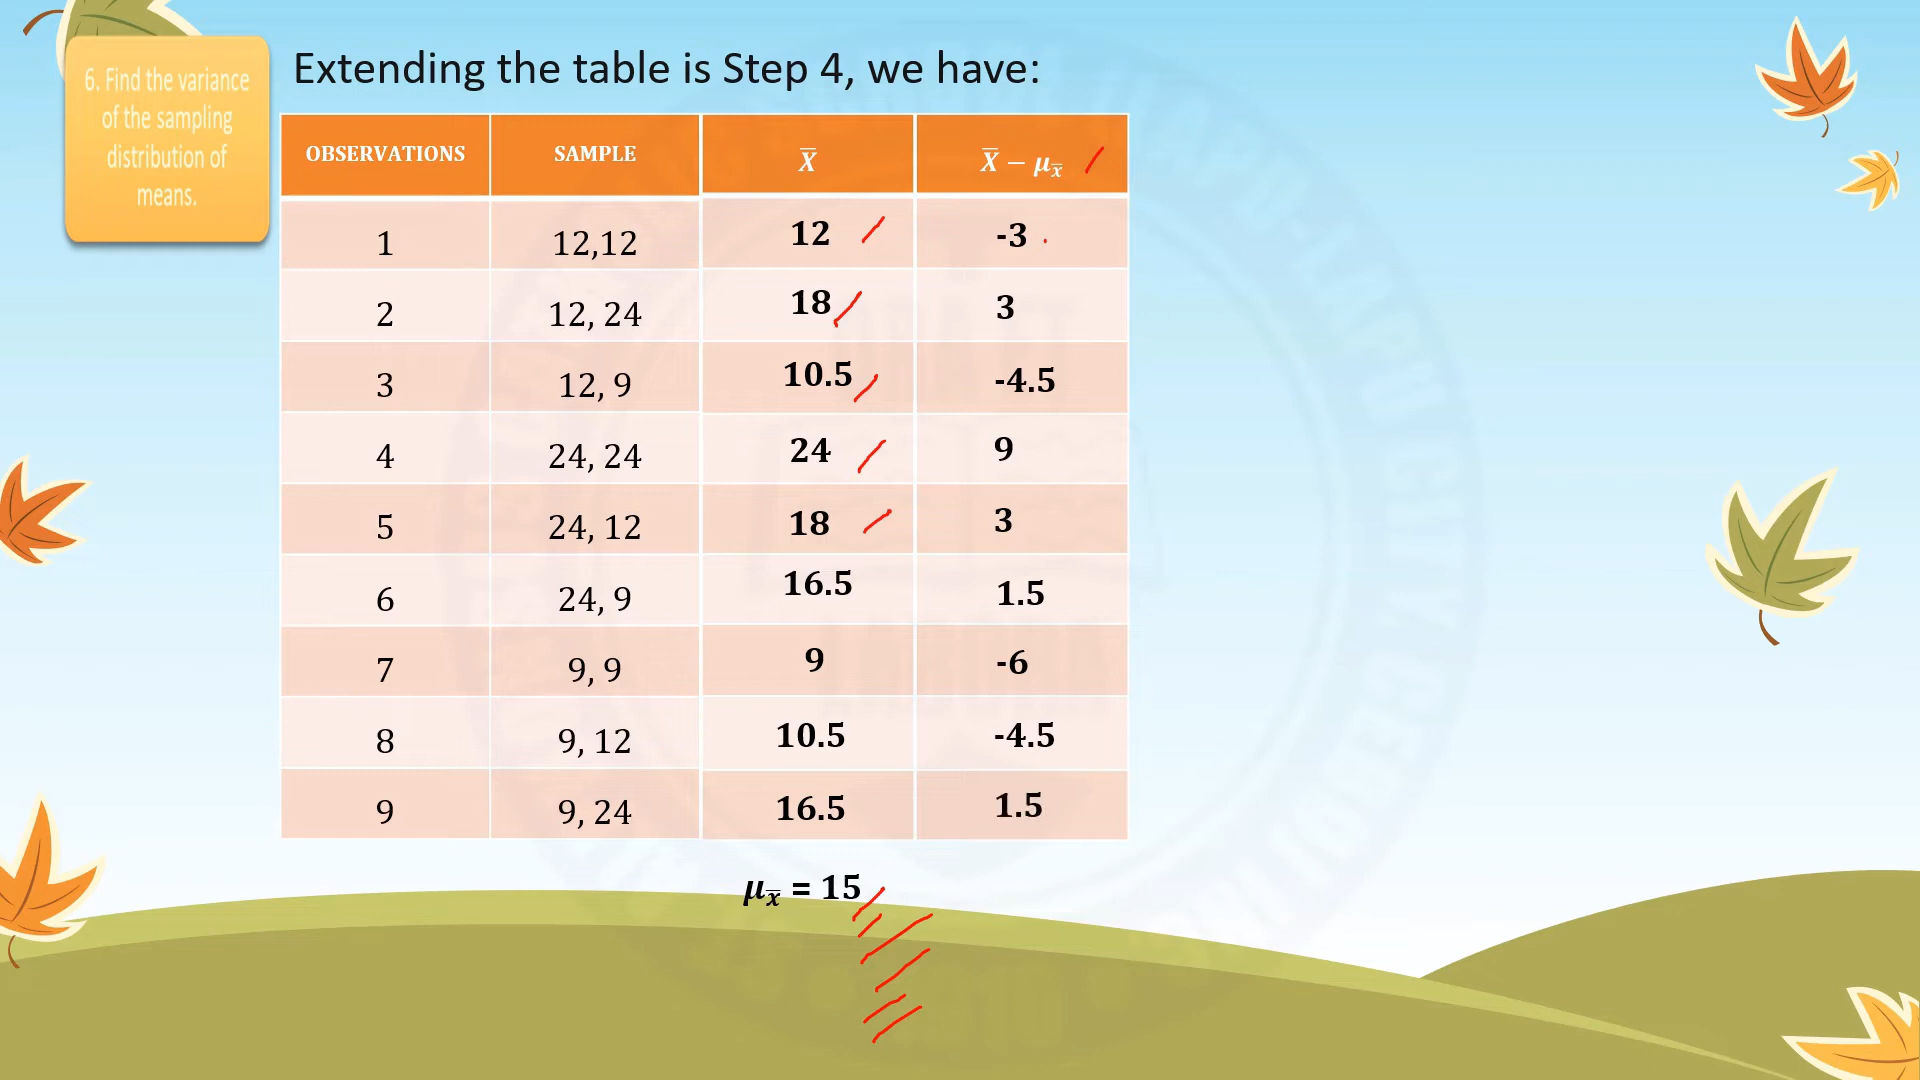 6. Find the variance
of the sampling
distribution of
means.
Extending the table is Step 4, we have:
OBSERVATIONS SAMPLE X̅ X̅ − μx̅
1 12,12 12 -3
2 12, 24 18 3
3 12, 9 10.5 -4.5
4 24, 24 24 9
5 24, 12 18 3
6 24, 9 16.5 1.5
7 9, 9 9 -6
8 9, 12 10.5 -4.5
9 9, 24 16.5 1.5
μx̅ = 15